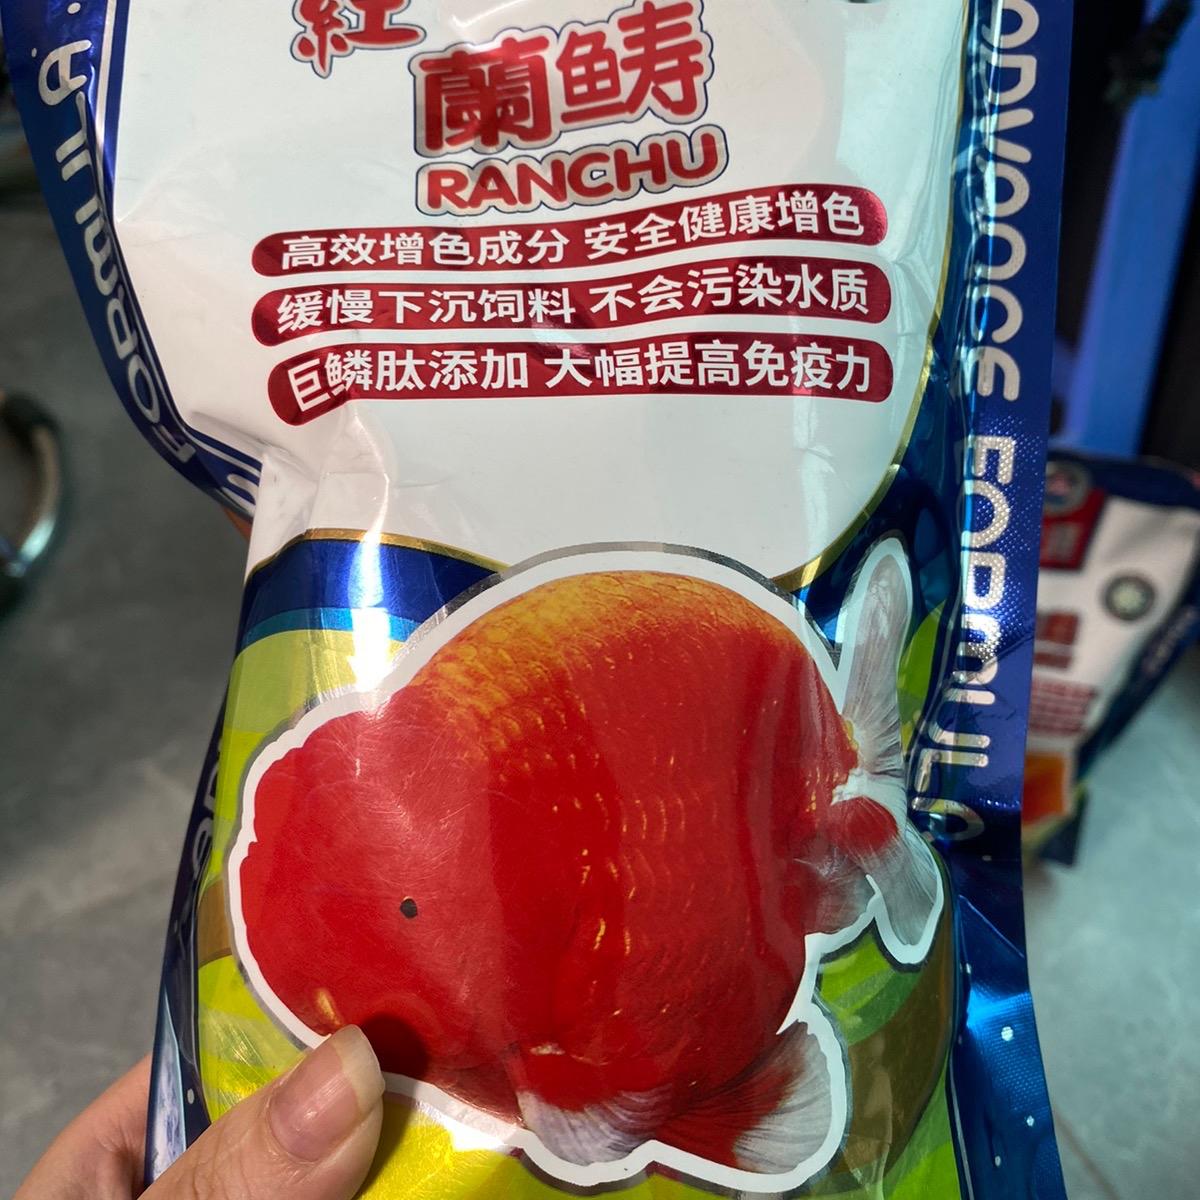 紅
蘭鱼寿
RANCHU
高效增色成分 安全健康增色
缓慢下沉饲料 不会污染水质
巨鳞肽添加 大幅提高免疫力
FORMULA
FORMULA